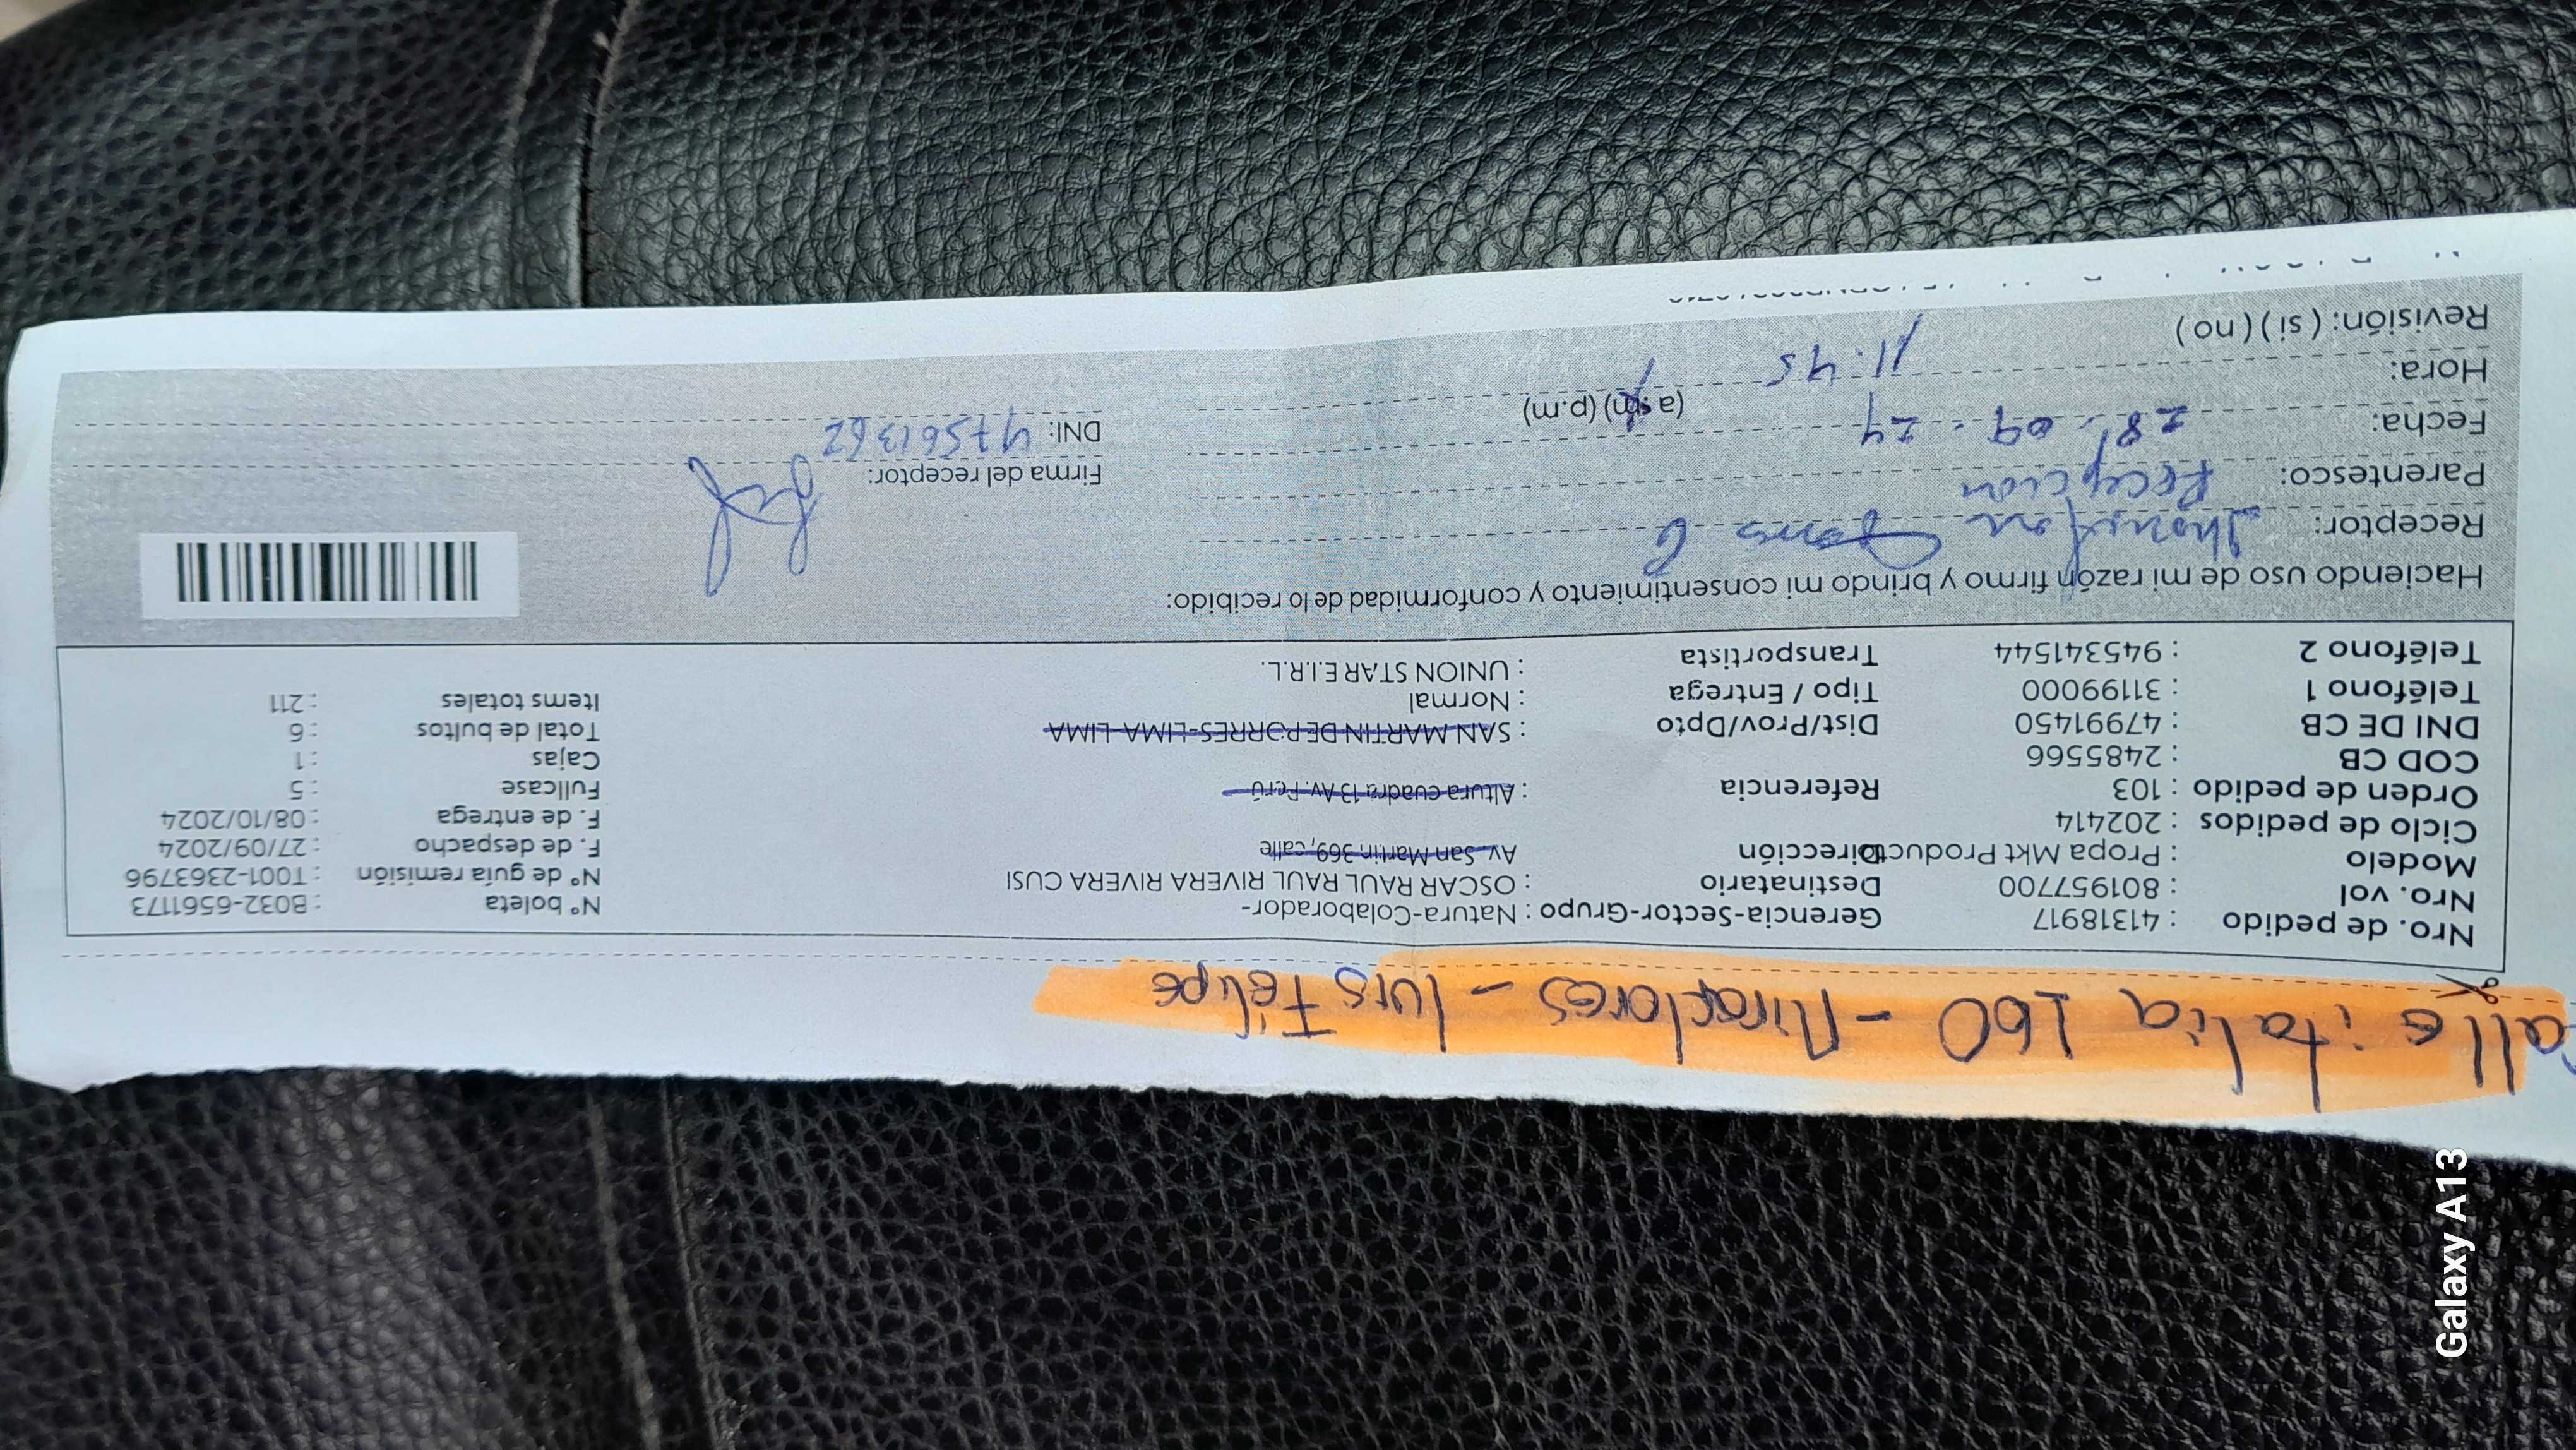 Calle italia 160 - Miraflores - luis Felipe
Nro. de pedido : 41318917 Gerencia-Sector-Grupo : Natura-Colaborador- N° boleta : B032-6561173
Nro. vol : 801957700 Destinatario : OSCAR RAUL RAUL RIVERA RIVERA CUSI N° de guía remisión : T001-2363796
Modelo : Propa Mkt Producto Dirección Av. San Martin 369, calle F. de despacho : 27/09/2024
Ciclo de pedidos : 202414 F. de entrega : 08/10/2024
Orden de pedido : 103 Referencia : Altura cuadra 13 Av. Perú Fullcase : 5
COD CB : 2485566 Cajas : 1
DNI DE CB : 47991450 Dist/Prov/Dpto : SAN MARTIN DE PORRES-LIMA-LIMA Total de bultos : 6
Teléfono 1 : 31199000 Tipo / Entrega : Normal Items totales : 211
Teléfono 2 : 945341544 Transportista : UNION STAR E.I.R.L.
Haciendo uso de mi razón firmo y brindo mi consentimiento y conformidad de lo recibido:
Receptor:
Parentesco: Recepcion Firma del receptor:
Fecha: 28-09-24 (a.m) (p.m) DNI: 47561362
Hora: 11:45
Revisión: ( si ) ( no )
Galaxy A13